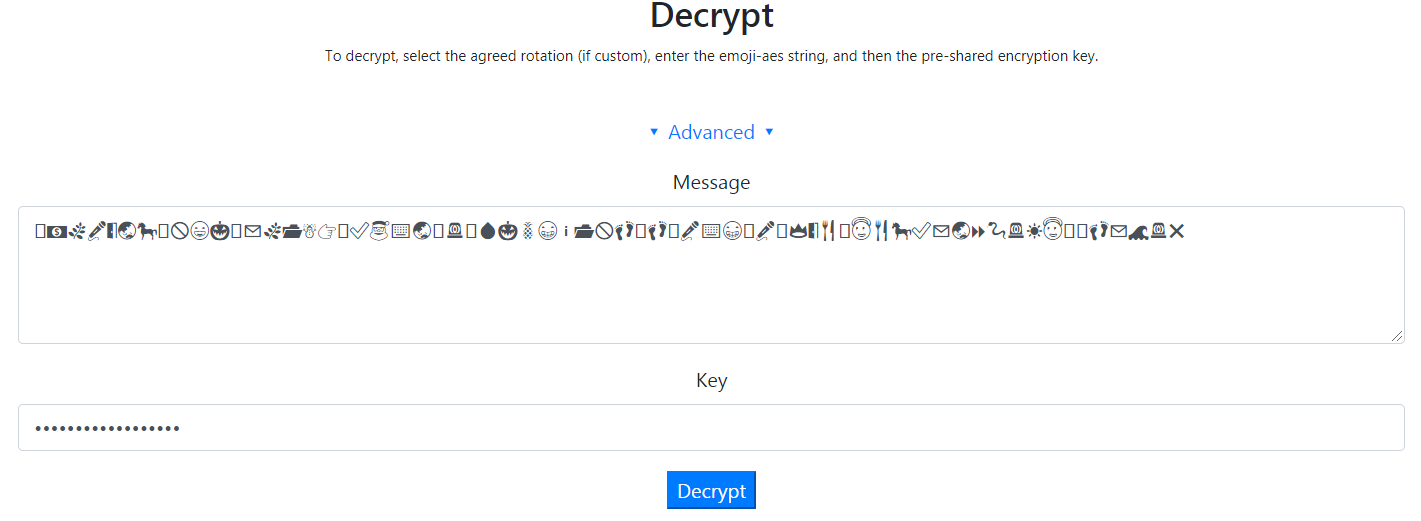 Decrypt
To decrypt, select the agreed rotation (if custom), enter the emoji-aes string, and then the pre-shared encryption key.
▼ Advanced ▼
Message
Key
••••••••••••••••••
Decrypt